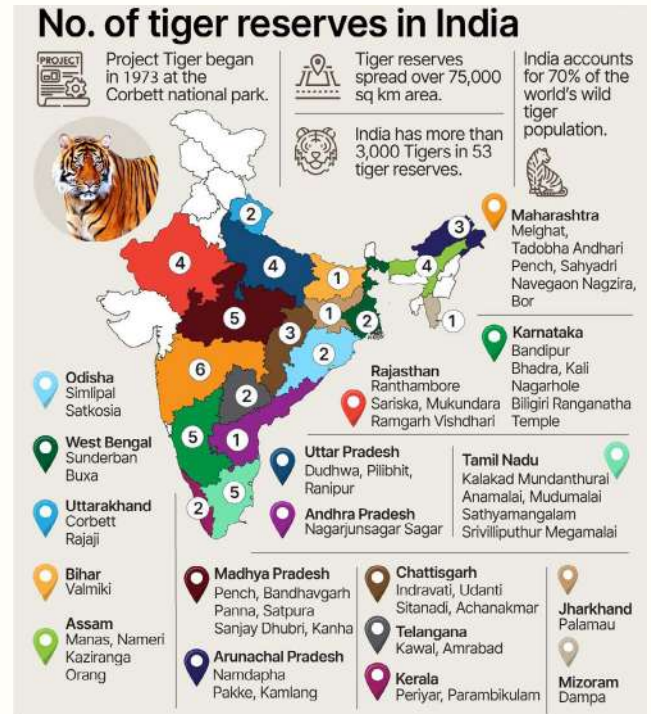 No. of tiger reserves in India
PROJECT
Project Tiger began
in 1973 at the
Corbett national park.
Tiger reserves
spread over 75,000
sq km area.
India has more than
3,000 Tigers in 53
tiger reserves.
India accounts
for 70% of the
world's wild
tiger
population.
2
3
4
4
1
4
5
1
3
2
1
2
6
2
5
1
5
2
Maharashtra
Melghat,
Tadobha Andhari
Pench, Sahyadri
Navegaon Nagzira,
Bor
Karnataka
Bandipur
Bhadra, Kali
Nagarhole
Biligiri Ranganatha
Temple
Rajasthan
Ranthambore
Sariska, Mukundara
Ramgarh Vishdhari
Odisha
Simlipal
Satkosia
West Bengal
Sunderban
Buxa
Uttarakhand
Corbett
Rajaji
Bihar
Valmiki
Assam
Manas, Nameri
Kaziranga
Orang
Uttar Pradesh
Dudhwa, Pilibhit,
Ranipur
Andhra Pradesh
Nagarjunsagar Sagar
Tamil Nadu
Kalakad Mundanthurai
Anamalai, Mudumalai
Sathyamangalam
Srivilliputhur Megamalai
Madhya Pradesh
Pench, Bandhavgarh
Panna, Satpura
Sanjay Dhubri, Kanha
Arunachal Pradesh
Namdapha
Pakke, Kamlang
Chattisgarh
Indravati, Udanti
Sitanadi, Achanakmar
Telangana
Kawal, Amrabad
Kerala
Periyar, Parambikulam
Jharkhand
Palamau
Mizoram
Dampa